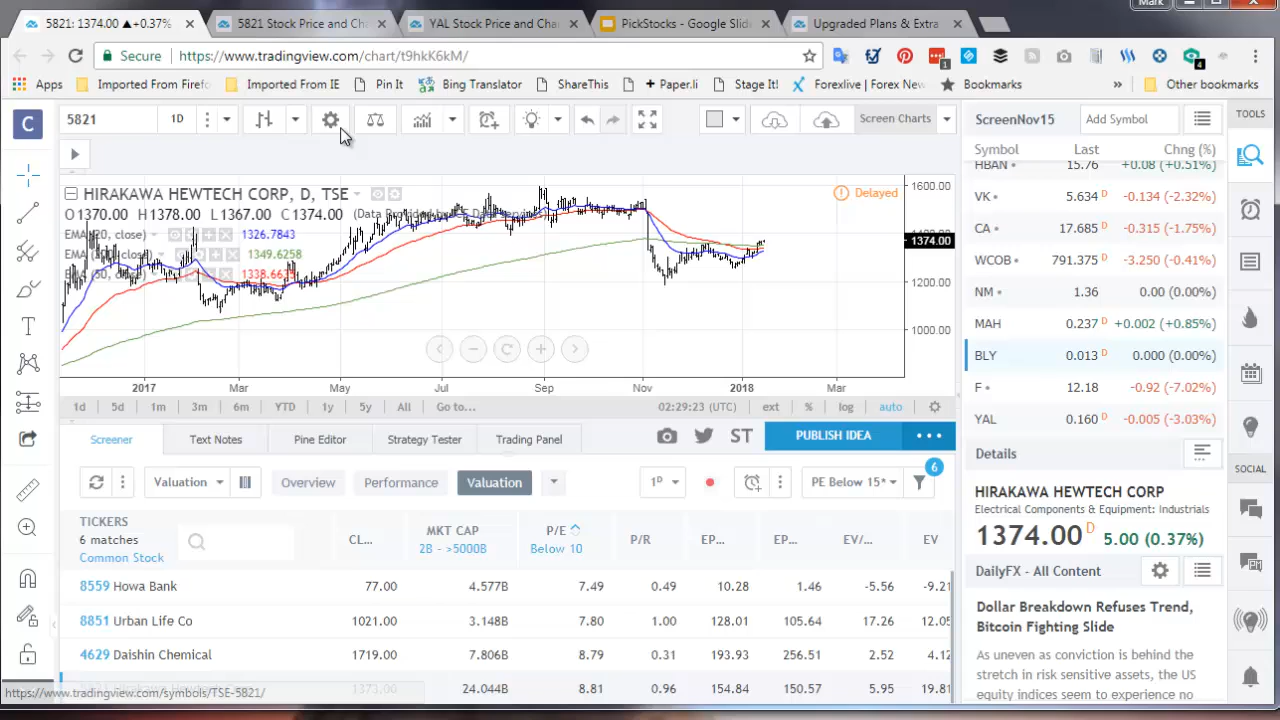 Mark
5821: 1374.00 ▲+0.37%
5821 Stock Price and Cha
YAL Stock Price and Cha
PickStocks - Google Slid
Upgraded Plans & Extra
Secure
https://www.tradingview.com/chart/t9hkK6kM/
Apps
Imported From Firefo
Imported From IE
Pin It
Bing Translator
ShareThis
+ Paper.li
Stage It!
Forexlive | Forex New
Bookmarks
»
Other bookmarks
C
5821
1D
Screen Charts
ScreenNov15
Add Symbol
TOOLS
Symbol
Last
Chng (%)
HBAN
15.76
+0.08 (+0.51%)
VK
5.634 D
-0.134 (-2.32%)
CA
17.685 D
-0.315 (-1.75%)
WCOB
791.375 D
-3.250 (-0.41%)
NM
1.36
0.00 (0.00%)
MAH
0.237 D
+0.002 (+0.85%)
BLY
0.013 D
0.000 (0.00%)
F
12.18
-0.92 (-7.02%)
YAL
0.160 D
-0.005 (-3.03%)
HIRAKAWA HEWTECH CORP, D, TSE
Delayed
O1370.00 H1378.00 L1367.00 C1374.00
EMA (20, close)
1326.7843
1349.6258
1600.00
1374.00
1200.00
1000.00
2017
Mar
May
Jul
Sep
Nov
2018
Mar
1d
5d
1m
3m
6m
YTD
1y
5y
All
Go to...
02:29:23 (UTC)
ext
%
log
auto
Screener
Text Notes
Pine Editor
Strategy Tester
Trading Panel
ST
PUBLISH IDEA
Valuation
Overview
Performance
Valuation
1D
PE Below 15*
6
TICKERS
6 matches
Common Stock
CL...
MKT CAP
2B - >5000B
P/E
Below 10
P/R
EP...
EP...
EV/...
EV
8559 Howa Bank
77.00
4.577B
7.49
0.49
10.28
1.46
-5.56
-9.21
8851 Urban Life Co
1021.00
3.148B
7.80
1.00
128.01
105.64
17.26
12.05
4629 Daishin Chemical
1719.00
7.806B
8.79
0.31
193.93
256.51
2.52
4.12
1373.00
24.044B
8.81
0.96
154.84
150.57
5.95
19.81
https://www.tradingview.com/symbols/TSE-5821/
Details
SOCIAL
HIRAKAWA HEWTECH CORP
Electrical Components & Equipment: Industrials
1374.00 D
5.00 (0.37%)
DailyFX - All Content
Dollar Breakdown Refuses Trend,
Bitcoin Fighting Slide
As uneven as conviction is behind the
stretch in risk sensitive assets, the US
equity indices seem to experience no